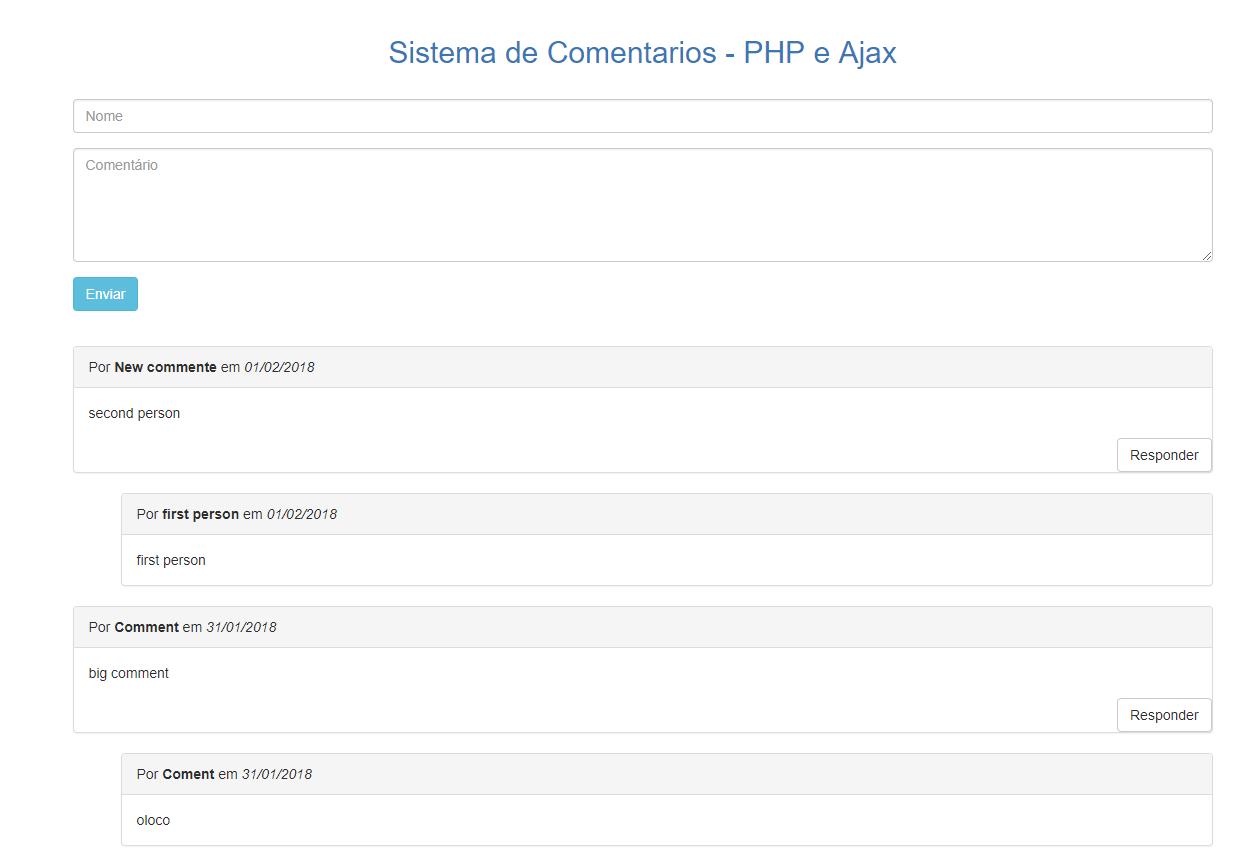 Sistema de Comentarios - PHP e Ajax
Nome
Comentário
Enviar
Por New commente em 01/02/2018
second person
Responder
Por first person em 01/02/2018
first person
Por Comment em 31/01/2018
big comment
Responder
Por Coment em 31/01/2018
oloco